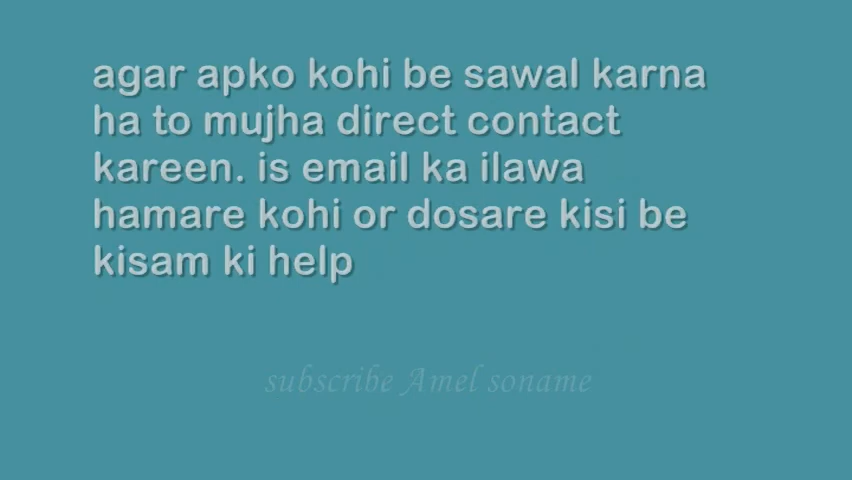 agar apko kohi be sawal karna
ha to mujha direct contact
kareen. is email ka ilawa
hamare kohi or dosare kisi be
kisam ki help
subscribe Amel soname